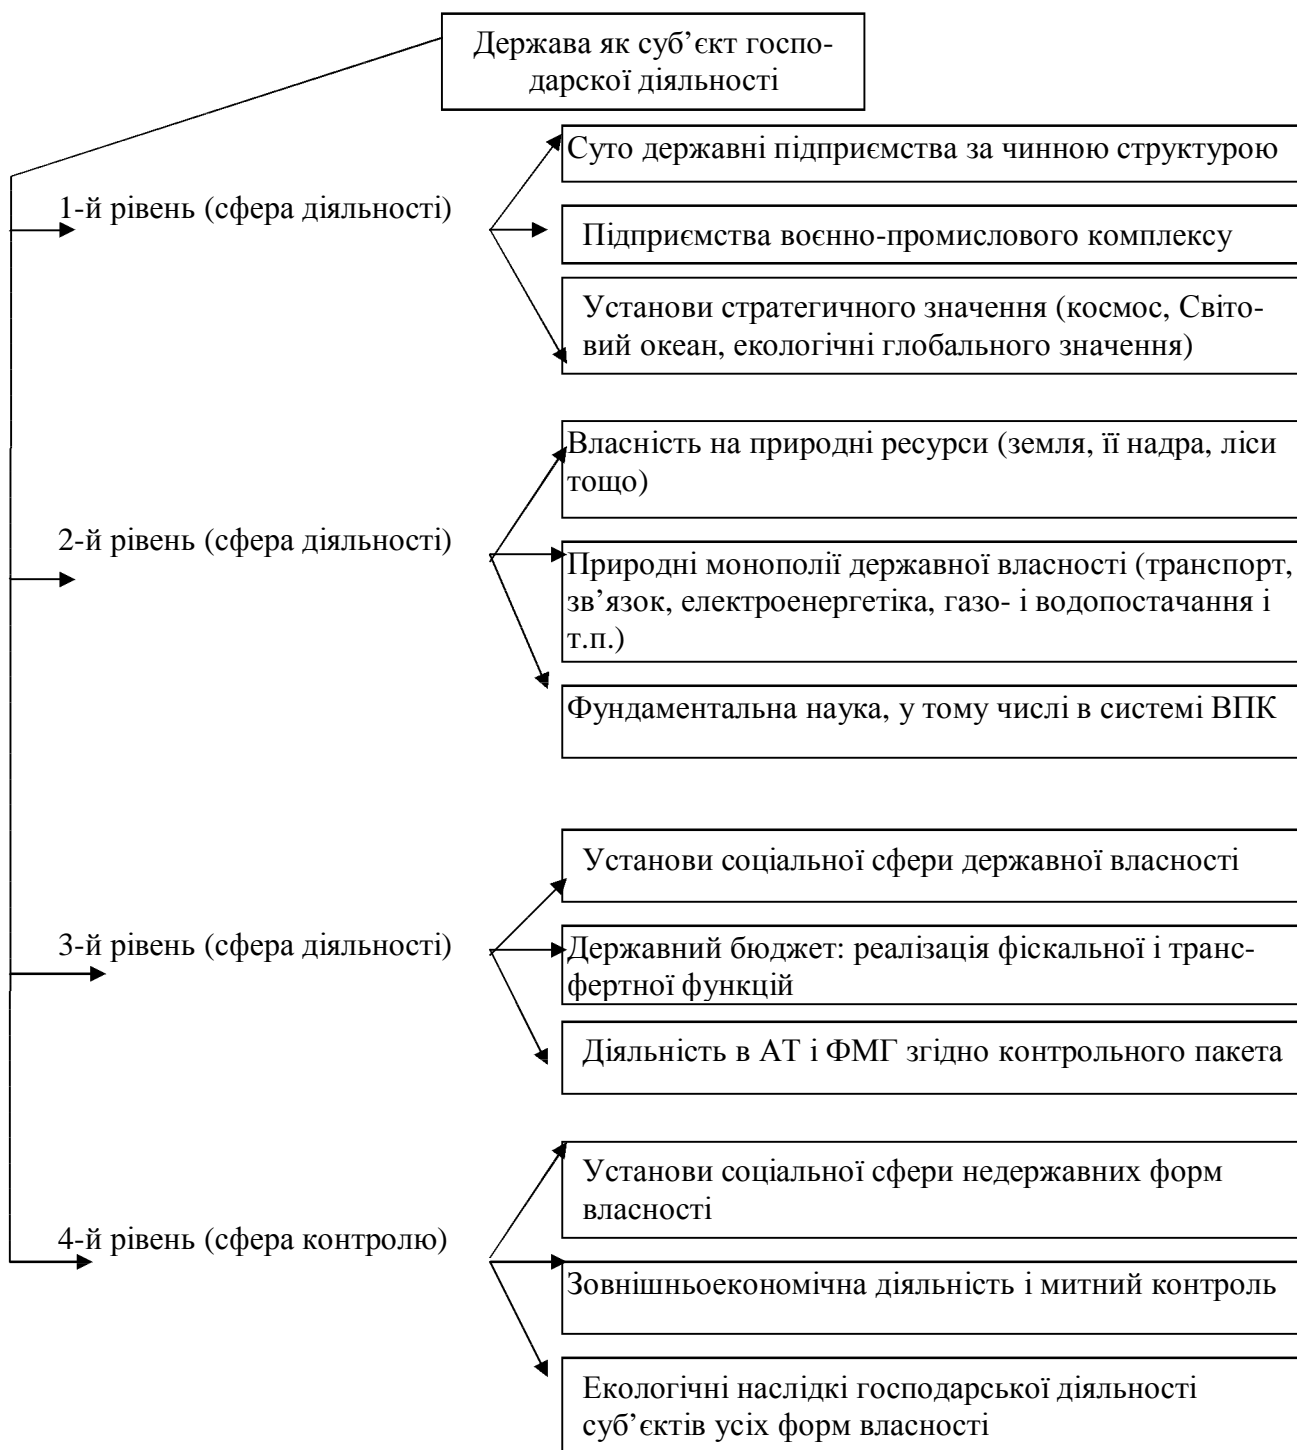 Держава як суб’єкт госпо-
дарскої діяльності
Суто державні підприємства за чинною структурою
1-й рівень (сфера діяльності)
Підприємства воєнно-промислового комплексу
Установи стратегичного значення (космос, Світо-
вий океан, екологічні глобального значення)
Власність на природні ресурси (земля, її надра, ліси
тощо)
2-й рівень (сфера діяльності)
Природні монополії державної власності (транспорт,
зв’язок, електроенергетіка, газо- і водопостачання і
т.п.)
Фундаментальна наука, у тому числі в системі ВПК
Установи соціальної сфери державної власності
3-й рівень (сфера діяльності)
Державний бюджет: реалізація фіскальної і транс-
фертної функцій
Діяльність в АТ і ФМГ згідно контрольного пакета
Установи соціальної сфери недержавних форм
власності
4-й рівень (сфера контролю)
Зовнішньоекономічна діяльність і митний контроль
Екологічні наслідкі господарської діяльності
суб’єктів усіх форм власності